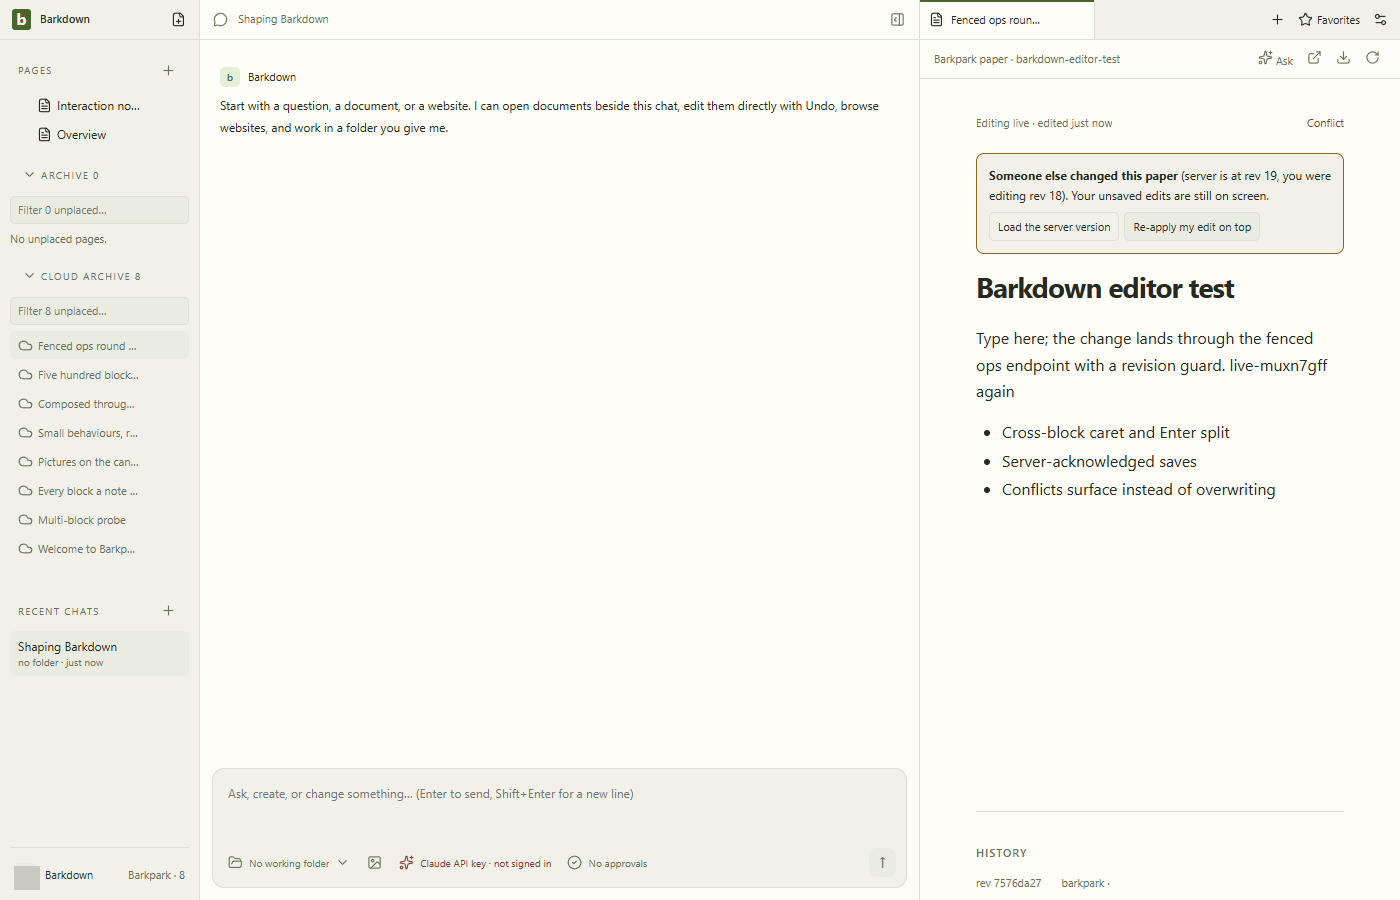 b Barkdown
PAGES
Interaction no...
Overview
ARCHIVE 0
Filter 0 unplaced...
No unplaced pages.
CLOUD ARCHIVE 8
Filter 8 unplaced...
Fenced ops round ...
Five hundred block...
Composed throug...
Small behaviours, r...
Pictures on the can...
Every block a note ...
Multi-block probe
Welcome to Barkp...
RECENT CHATS
Shaping Barkdown
no folder · just now
Barkdown Barkpark · 8
Shaping Barkdown
b Barkdown
Start with a question, a document, or a website. I can open documents beside this chat, edit them directly with Undo, browse
websites, and work in a folder you give me.
Ask, create, or change something... (Enter to send, Shift+Enter for a new line)
No working folder Claude API key · not signed in No approvals
Fenced ops roun... Favorites
Barkpark paper · barkdown-editor-test Ask
Editing live · edited just now Conflict
Someone else changed this paper (server is at rev 19, you were
editing rev 18). Your unsaved edits are still on screen.
Load the server version Re-apply my edit on top
Barkdown editor test
Type here; the change lands through the fenced
ops endpoint with a revision guard. live-muxn7gff
again
• Cross-block caret and Enter split
• Server-acknowledged saves
• Conflicts surface instead of overwriting
HISTORY
rev 7576da27 barkpark ·